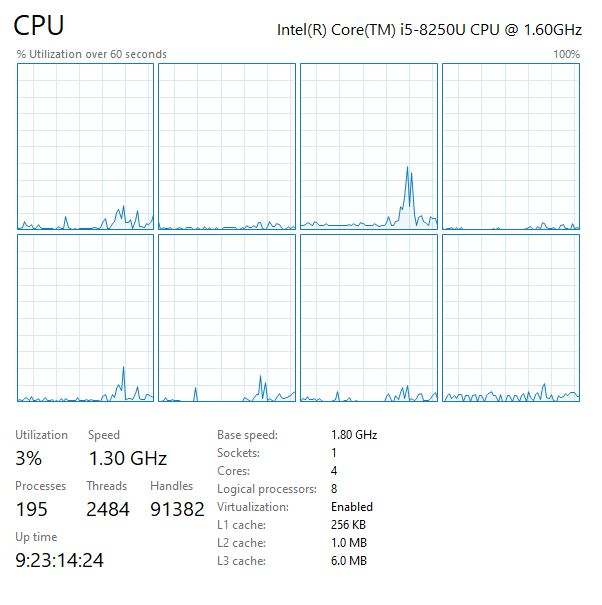 CPU
Intel(R) Core(TM) i5-8250U CPU @ 1.60GHz
% Utilization over 60 seconds
100%
Utilization
Speed
3%
1.30 GHz
Processes
Threads
Handles
195
2484
91382
Up time
9:23:14:24
Base speed:
1.80 GHz
Sockets:
1
Cores:
4
Logical processors:
8
Virtualization:
Enabled
L1 cache:
256 KB
L2 cache:
1.0 MB
L3 cache:
6.0 MB